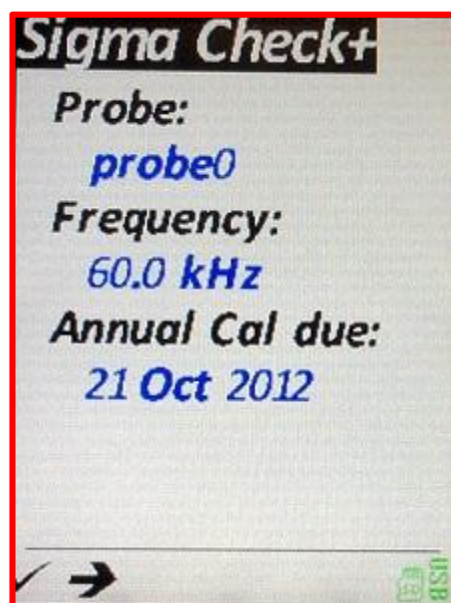 Sigma Check+
Probe:
probe0
Frequency:
60.0 kHz
Annual Cal due:
21 Oct 2012
USB